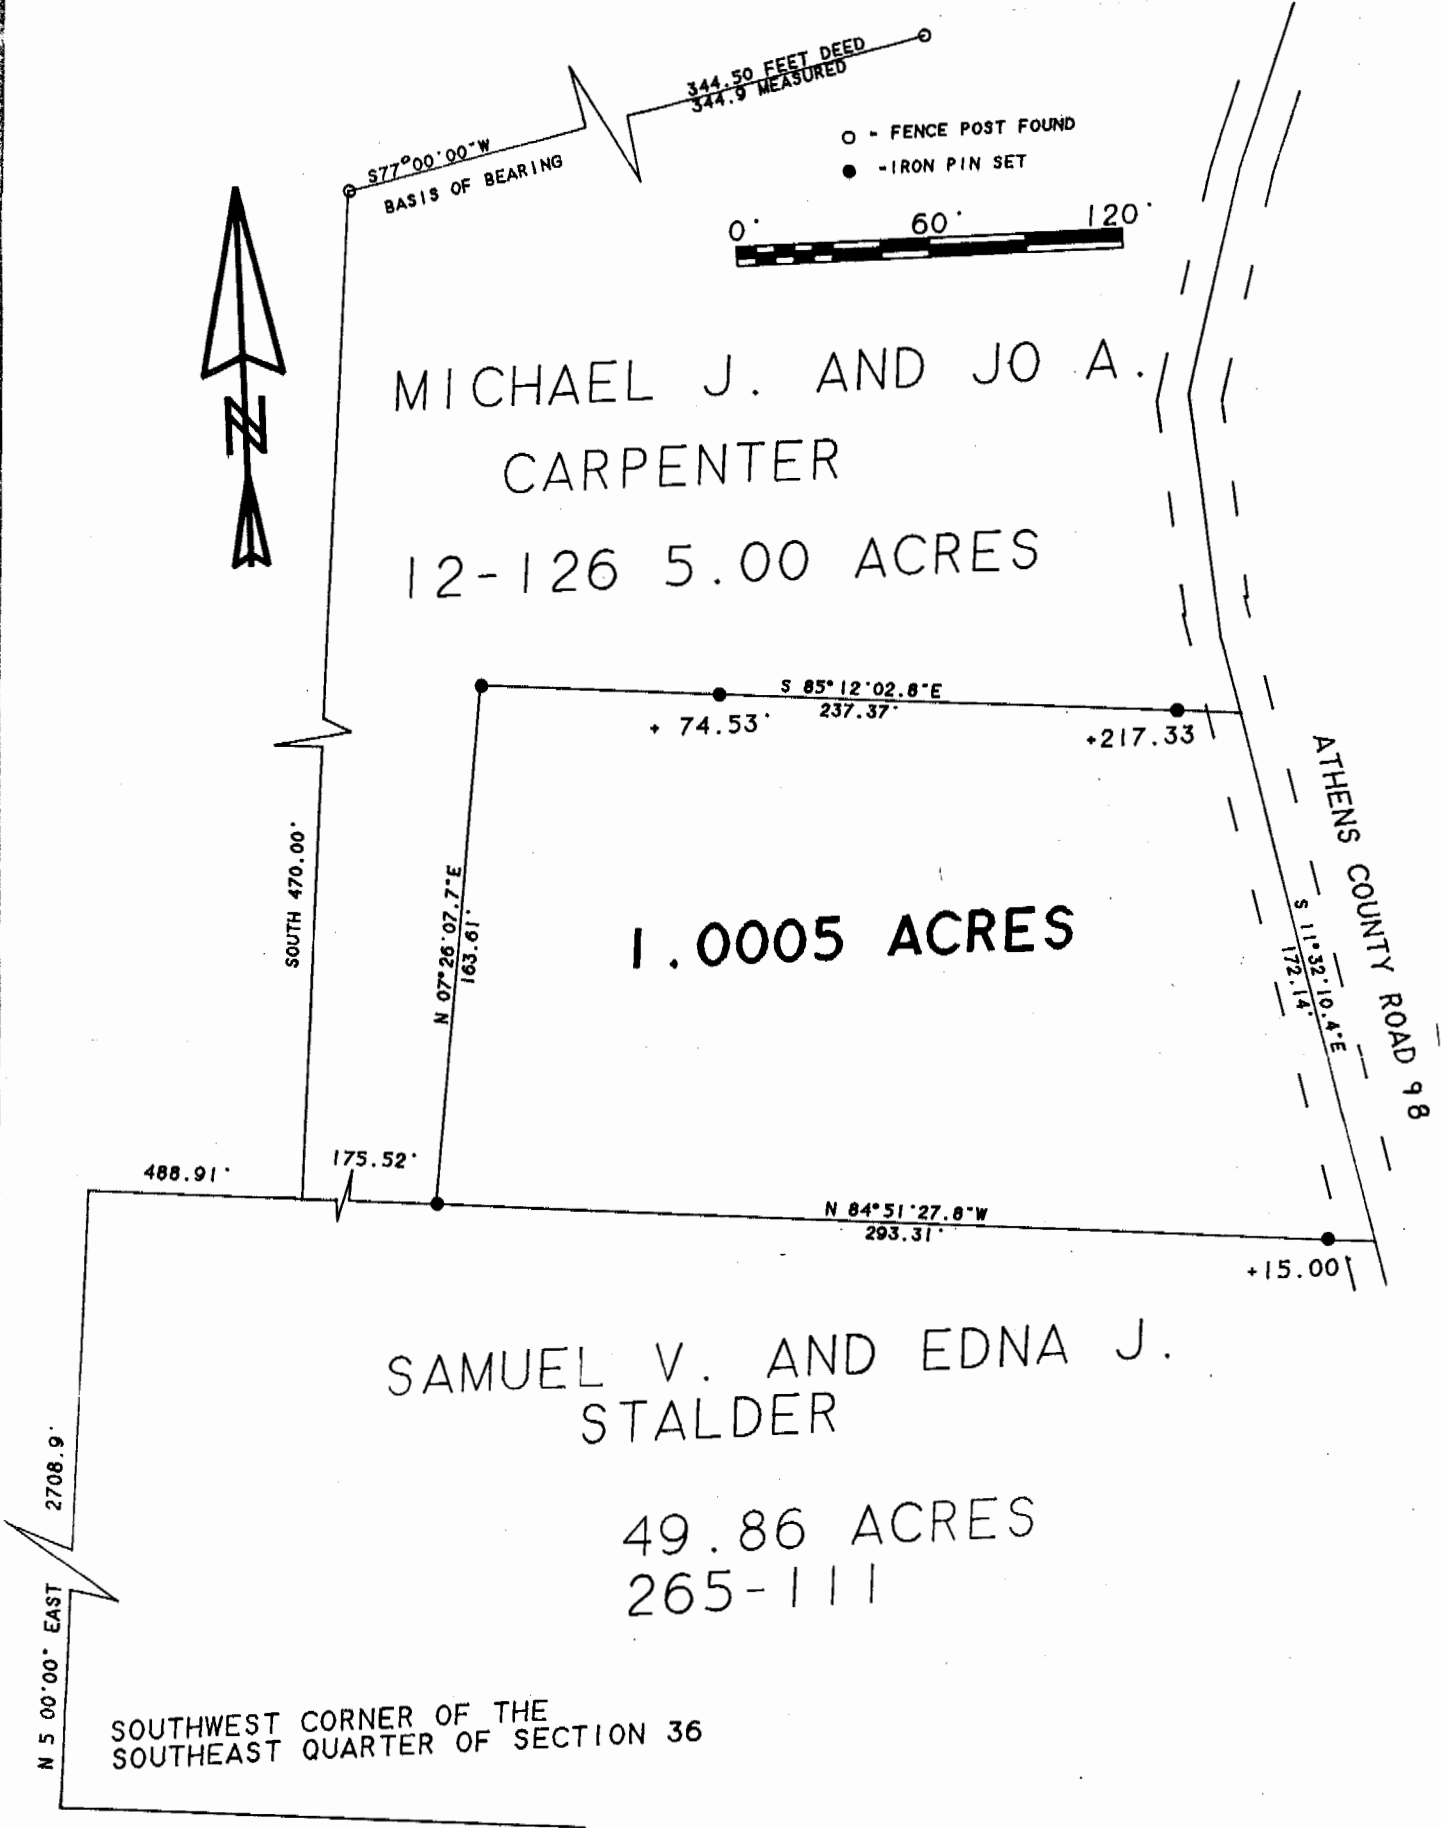 344.50 FEET DEED
344.9 MEASURED
S77°00'00"W
BASIS OF BEARING
O - FENCE POST FOUND
● -IRON PIN SET
0' 60' 120'
N
MICHAEL J. AND JO A.
CARPENTER
12-126 5.00 ACRES
S 85°12'02.8"E
237.37'
+ 74.53'
+217.33
ATHENS COUNTY ROAD 98
SOUTH 470.00'
N 07°26'07.7"E
163.61'
1.0005 ACRES
S 11°32'10.4"E
172.14'
488.91'
175.52'
N 84°51'27.8"W
293.31'
+15.00
SAMUEL V. AND EDNA J.
STALDER
49.86 ACRES
265-111
N 5 00'00" EAST 2708.9'
SOUTHWEST CORNER OF THE
SOUTHEAST QUARTER OF SECTION 36